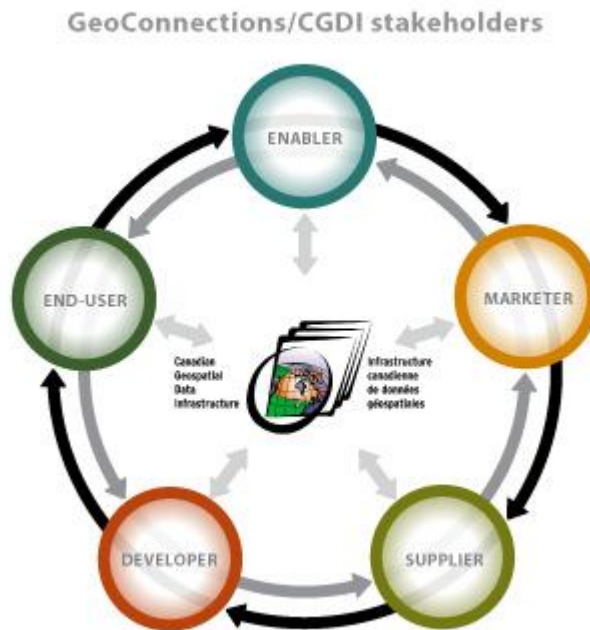 GeoConnections/CGDI stakeholders
ENABLER
END-USER
MARKETER
Canadian
Geospatial
Data
Infrastructure
Infrastructure
canadienne
de données
géospatiales
DEVELOPER
SUPPLIER